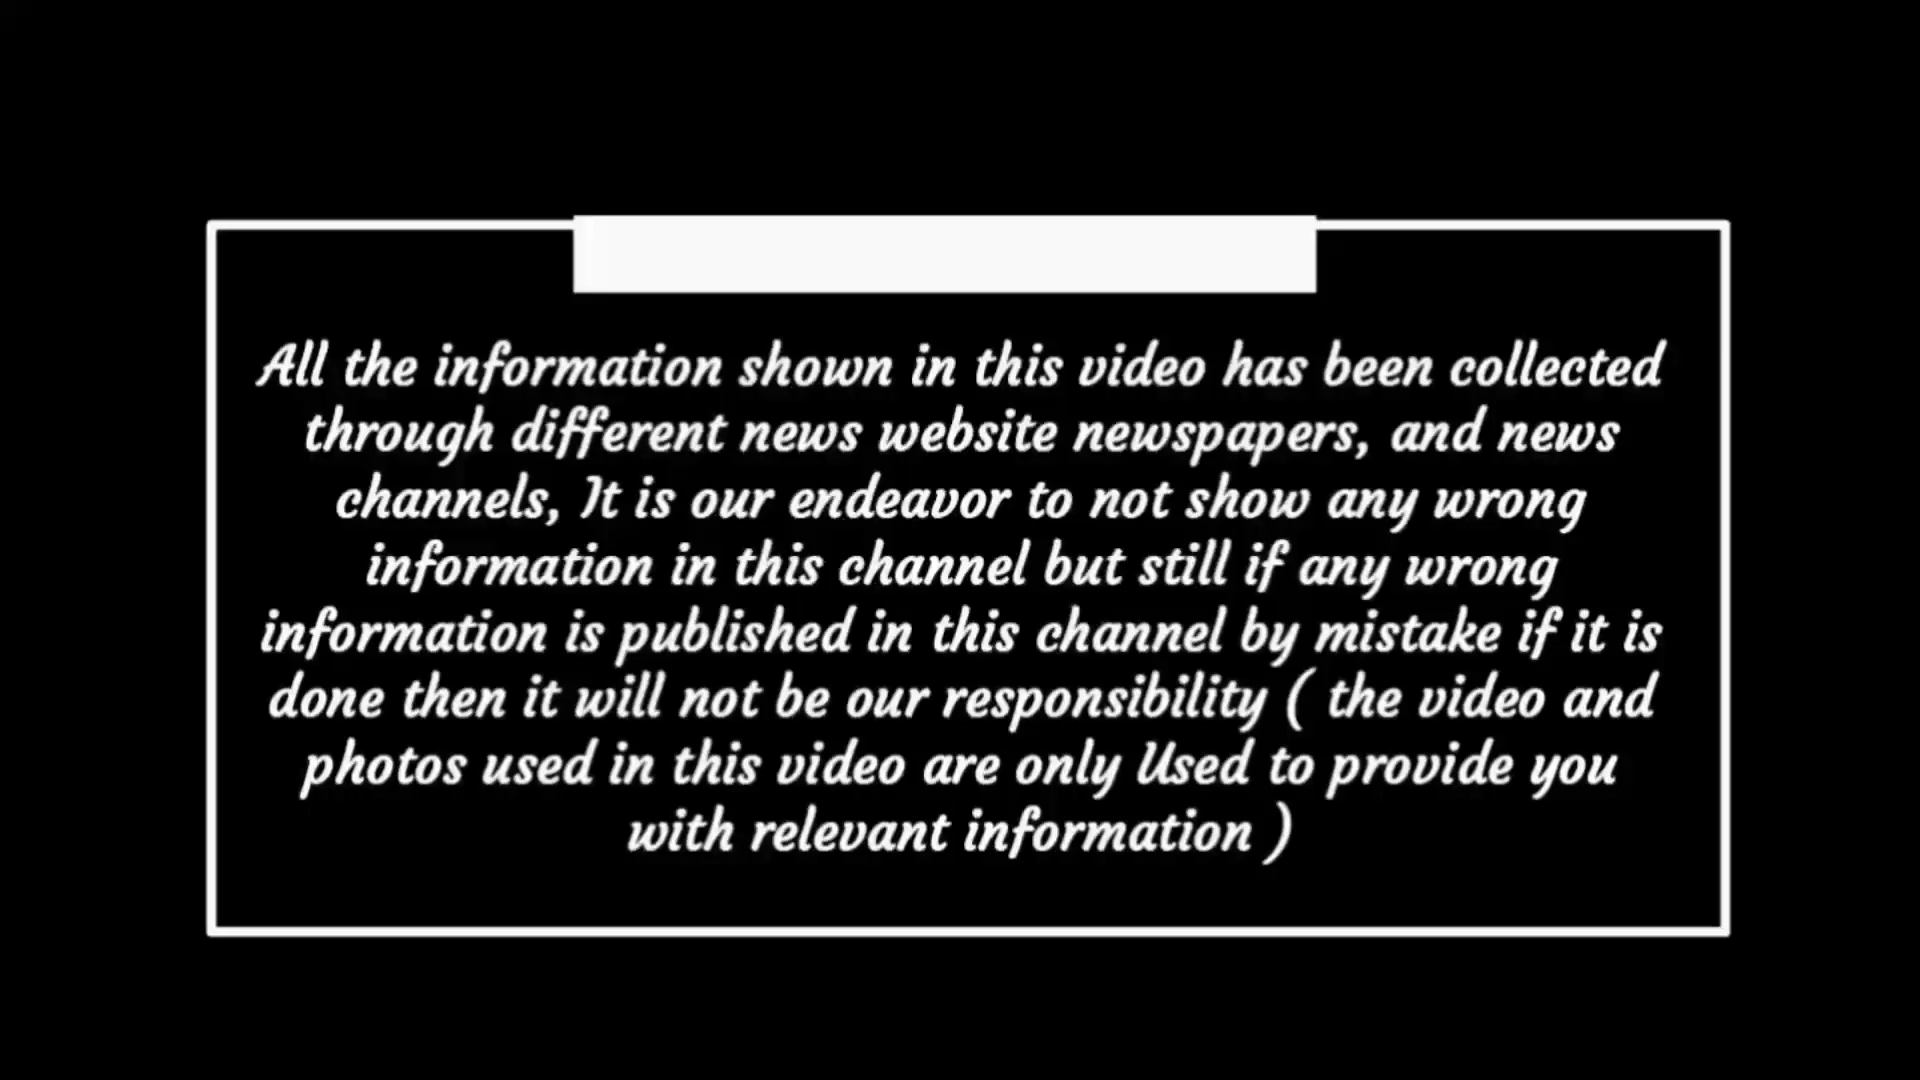 All the information shown in this video has been collected
through different news website newspapers, and news
channels, It is our endeavor to not show any wrong
information in this channel but still if any wrong
information is published in this channel by mistake if it is
done then it will not be our responsibility ( the video and
photos used in this video are only Used to provide you
with relevant information )